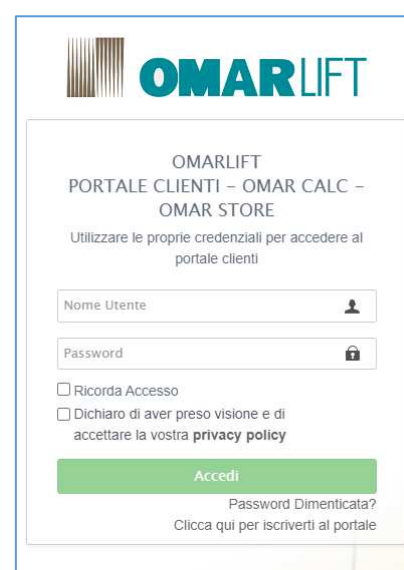 OMARLIFT
OMARLIFT
PORTALE CLIENTI – OMAR CALC –
OMAR STORE
Utilizzare le proprie credenziali per accedere al
portale clienti
Nome Utente
Password
Ricorda Accesso
Dichiaro di aver preso visione e di
accettare la vostra privacy policy
Accedi
Password Dimenticata?
Clicca qui per iscriverti al portale